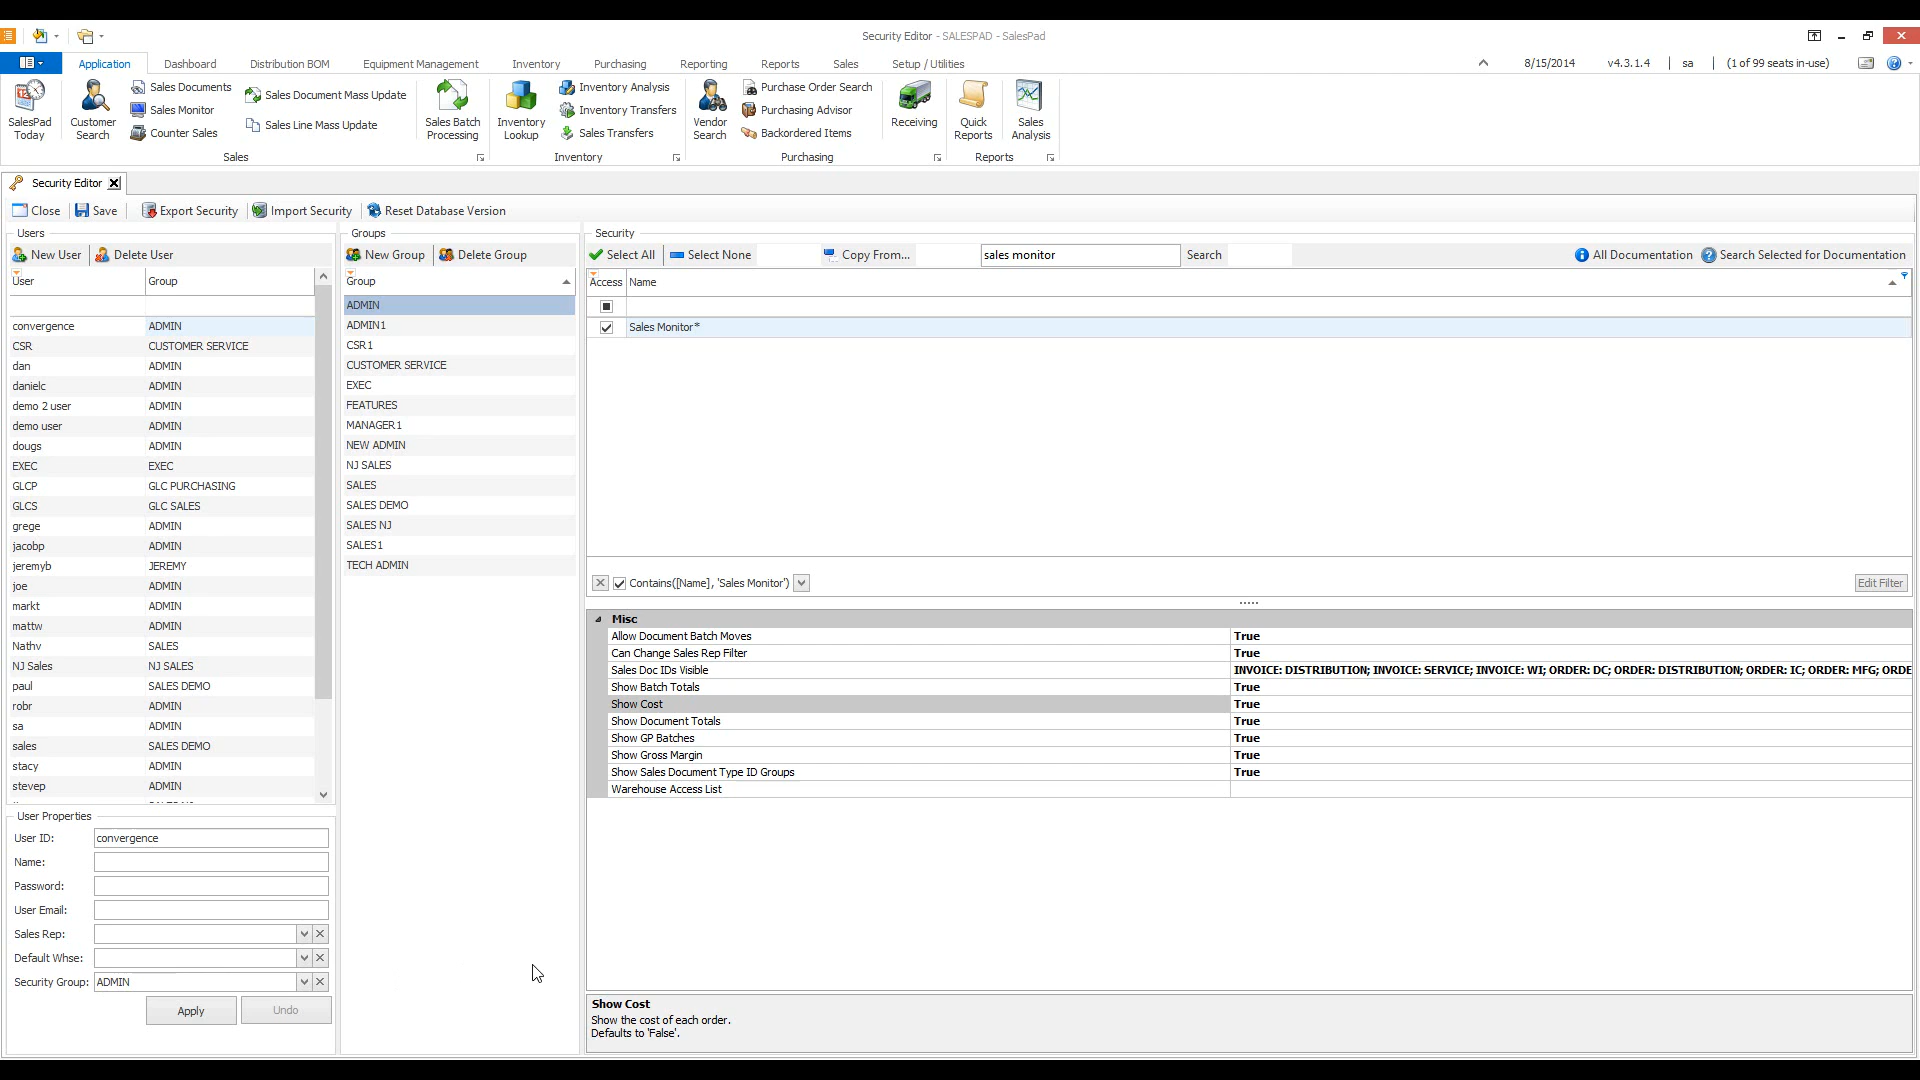 Security Editor - SALESPAD - SalesPad
Application Dashboard Distribution BOM Equipment Management Inventory Purchasing Reporting Reports Sales Setup / Utilities 8/15/2014 v4.3.1.4 sa (1 of 99 seats in-use)
SalesPad Today
Customer Search
Sales Documents
Sales Monitor
Counter Sales
Sales Document Mass Update
Sales Line Mass Update
Sales Batch Processing
Inventory Lookup
Inventory Analysis
Inventory Transfers
Sales Transfers
Vendor Search
Purchase Order Search
Purchasing Advisor
Backordered Items
Receiving
Quick Reports
Sales Analysis
Sales Inventory Purchasing Reports
Security Editor
Close Save Export Security Import Security Reset Database Version
Users
New User Delete User
User Group
convergence ADMIN
CSR CUSTOMER SERVICE
dan ADMIN
danielc ADMIN
demo 2 user ADMIN
demo user ADMIN
dougs ADMIN
EXEC EXEC
GLCP GLC PURCHASING
GLCS GLC SALES
grege ADMIN
jacobp ADMIN
jeremyb JEREMY
joe ADMIN
markt ADMIN
mattw ADMIN
Nathv SALES
NJ Sales NJ SALES
paul SALES DEMO
robr ADMIN
sa ADMIN
sales SALES DEMO
stacy ADMIN
stevep ADMIN
User Properties
User ID: convergence
Name:
Password:
User Email:
Sales Rep:
Default Whse:
Security Group: ADMIN
Apply Undo
Groups
New Group Delete Group
Group
ADMIN
ADMIN1
CSR1
CUSTOMER SERVICE
EXEC
FEATURES
MANAGER1
NEW ADMIN
NJ SALES
SALES
SALES DEMO
SALES NJ
SALES1
TECH ADMIN
Security
Select All Select None Copy From... sales monitor Search All Documentation Search Selected for Documentation
Access Name
Sales Monitor*
Contains([Name], 'Sales Monitor') Edit Filter
Misc
Allow Document Batch Moves True
Can Change Sales Rep Filter True
Sales Doc IDs Visible INVOICE: DISTRIBUTION; INVOICE: SERVICE; INVOICE: WI; ORDER: DC; ORDER: DISTRIBUTION; ORDER: IC; ORDER: MFG; ORDE
Show Batch Totals True
Show Cost True
Show Document Totals True
Show GP Batches True
Show Gross Margin True
Show Sales Document Type ID Groups True
Warehouse Access List
Show Cost
Show the cost of each order.
Defaults to 'False'.